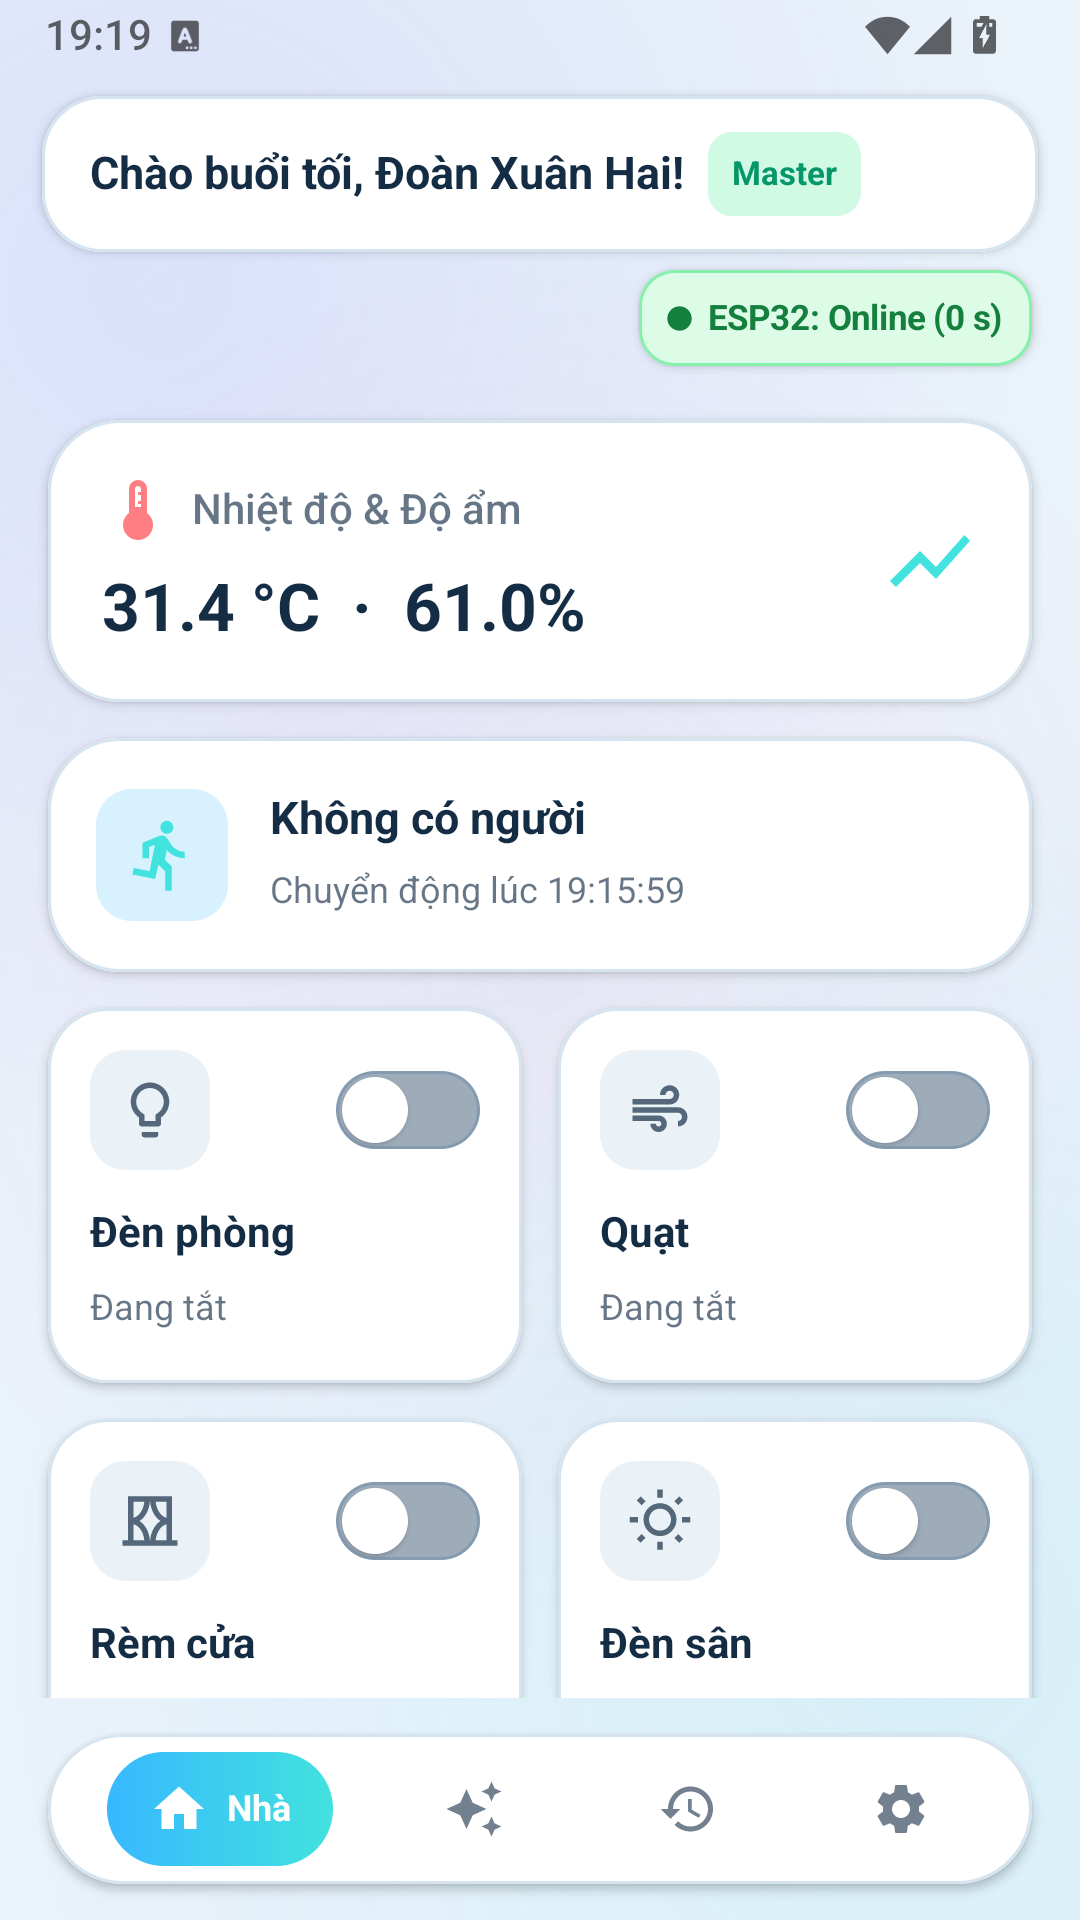 19:19
Chào buổi tối, Đoàn Xuân Hai!
Master
ESP32: Online (0 s)
Nhiệt độ & Độ ẩm
31.4 °C · 61.0%
Không có người
Chuyển động lúc 19:15:59
Đèn phòng
Đang tắt
Quạt
Đang tắt
Rèm cửa
Đèn sân
Nhà